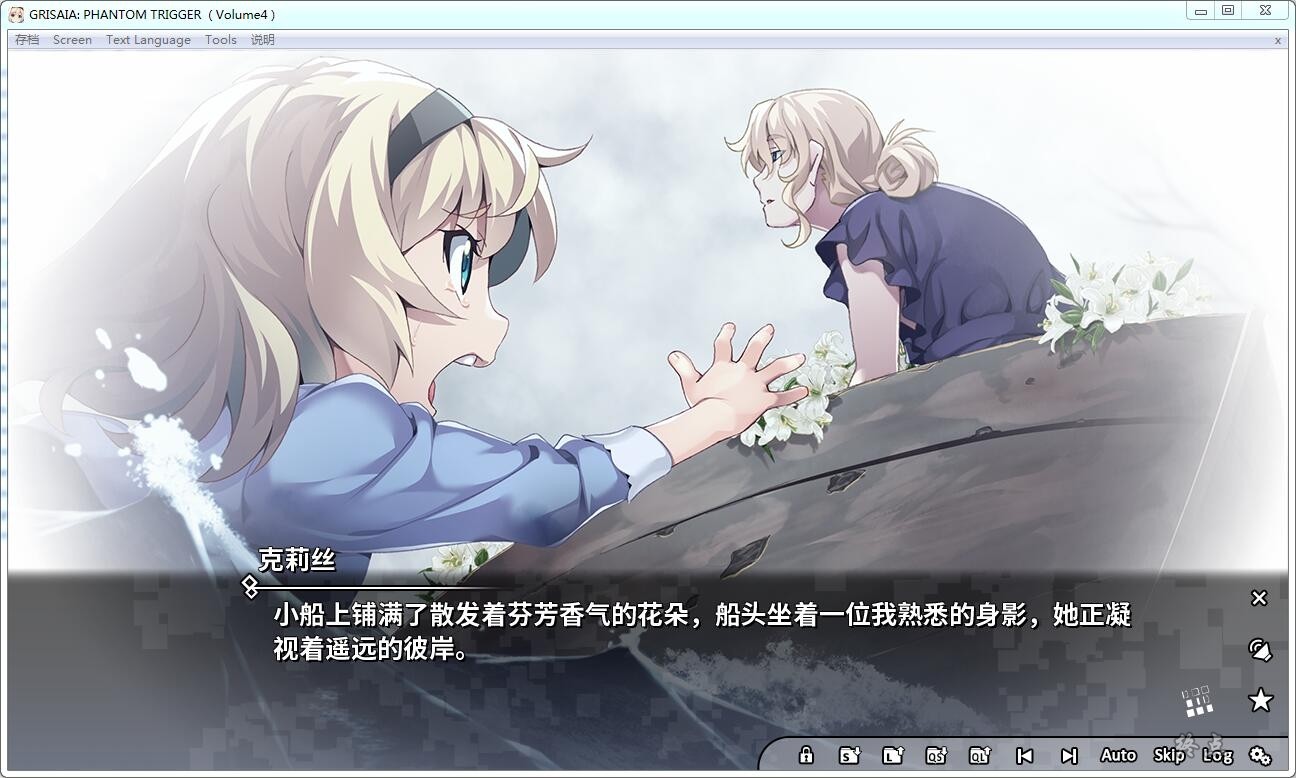 GRISAIA: PHANTOM TRIGGER ( Volume4 )
存档 Screen Text Language Tools 说明
克莉丝
小船上铺满了散发着芬芳香气的花朵，船头坐着一位我熟悉的身影，她正凝
视着遥远的彼岸。
S L QS QL Auto Skip Log